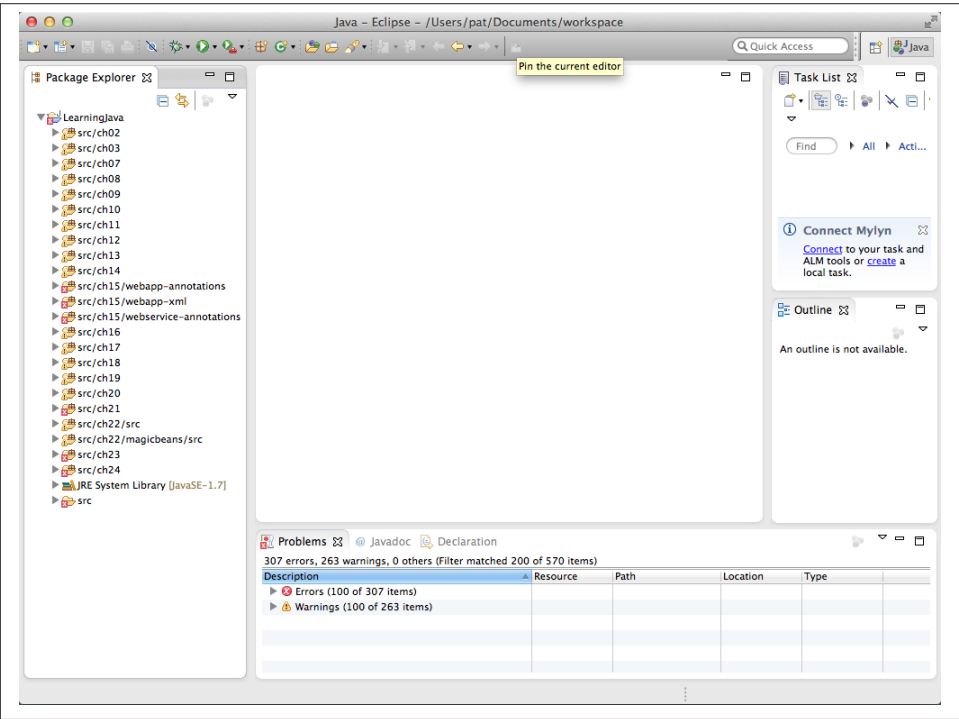 Java – Eclipse – /Users/pat/Documents/workspace
Quick Access
Java
Pin the current editor
Package Explorer
LearningJava
src/ch02
src/ch03
src/ch07
src/ch08
src/ch09
src/ch10
src/ch11
src/ch12
src/ch13
src/ch14
src/ch15/webapp-annotations
src/ch15/webapp-xml
src/ch15/webservice-annotations
src/ch16
src/ch17
src/ch18
src/ch19
src/ch20
src/ch21
src/ch22/src
src/ch22/magicbeans/src
src/ch23
src/ch24
JRE System Library [JavaSE-1.7]
src
Task List
Find
All
Acti...
Connect Mylyn
Connect to your task and
ALM tools or create a
local task.
Outline
An outline is not available.
Problems @ Javadoc Declaration
307 errors, 263 warnings, 0 others (Filter matched 200 of 570 items)
Description Resource Path Location Type
Errors (100 of 307 items)
Warnings (100 of 263 items)